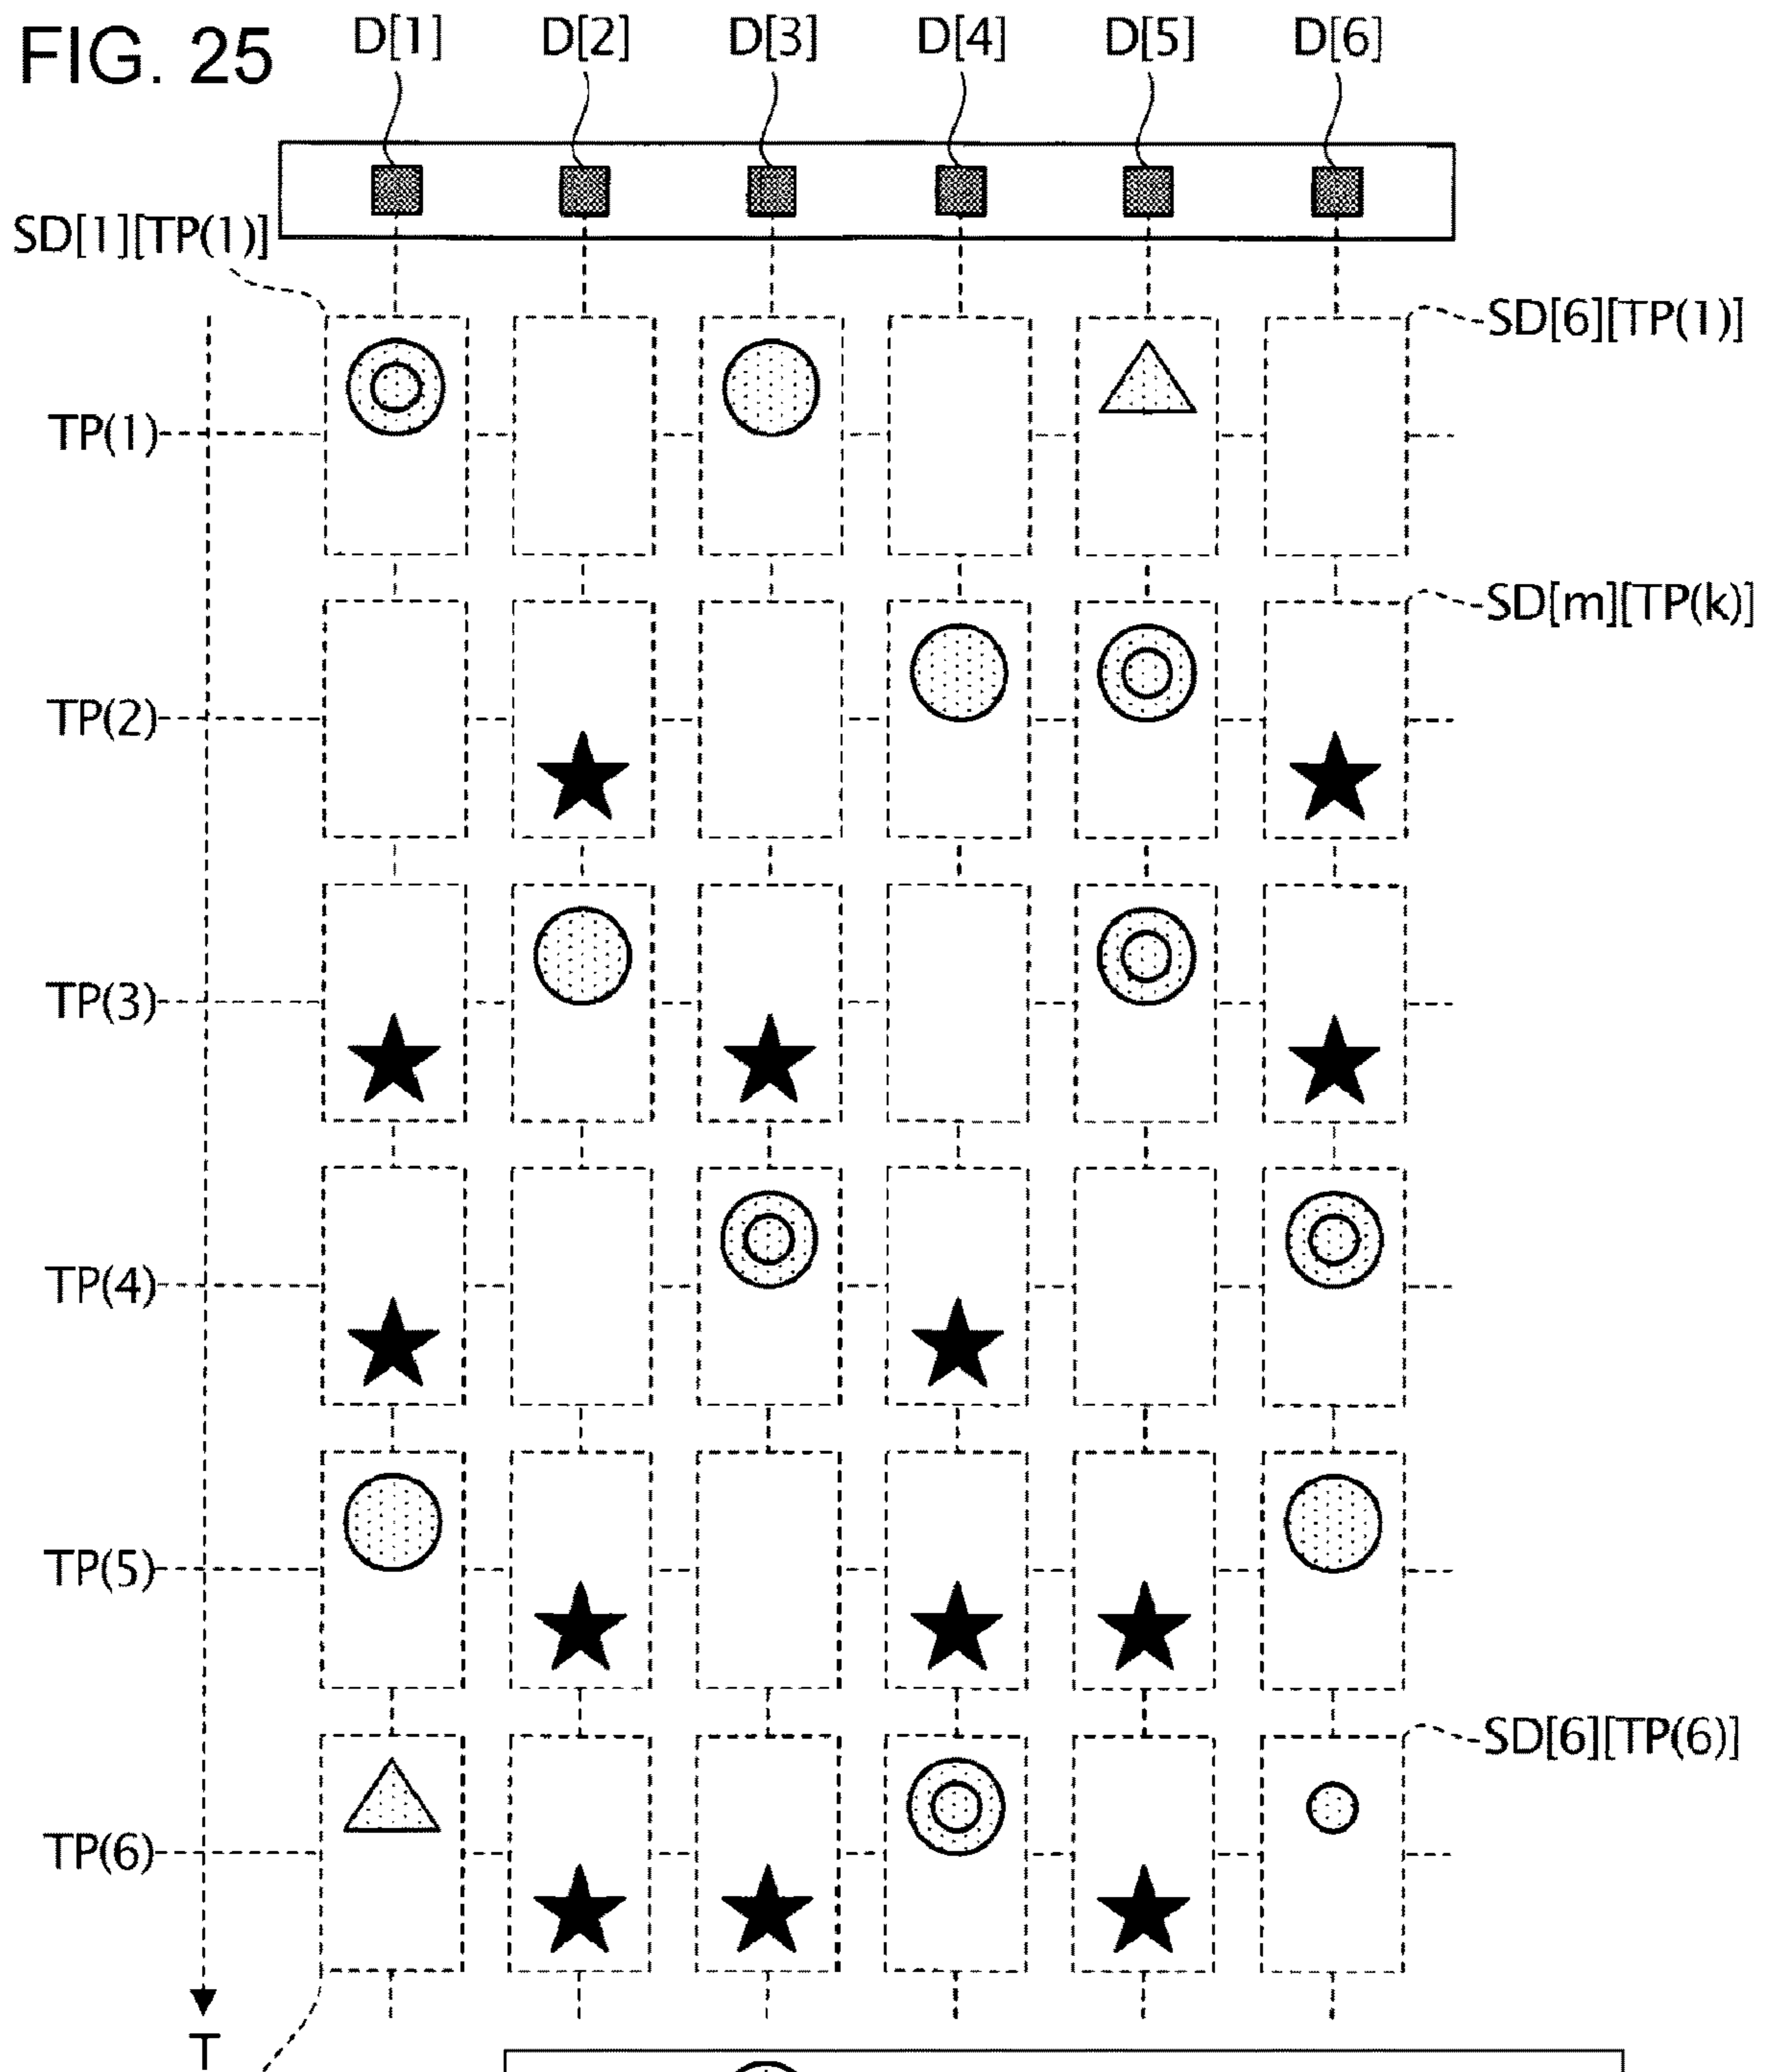 FIG. 25
D[1] D[2] D[3] D[4] D[5] D[6]
SD[1][TP(1)]
SD[6][TP(1)]
TP(1)
SD[m][TP(k)]
TP(2)
TP(3)
TP(4)
TP(5)
SD[6][TP(6)]
TP(6)
T